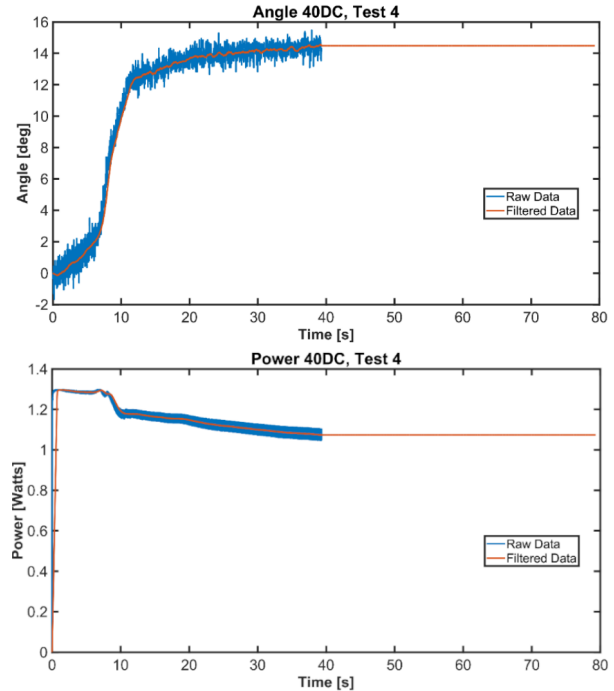 Angle 40DC, Test 4
16
14
12
10
8
6
4
2
0
-2
Angle [deg]
Raw Data
Filtered Data
0 10 20 30 40 50 60 70 80
Time [s]
Power 40DC, Test 4
1.4
1.2
1
0.8
0.6
0.4
0.2
0
Power [Watts]
Raw Data
Filtered Data
0 10 20 30 40 50 60 70 80
Time [s]